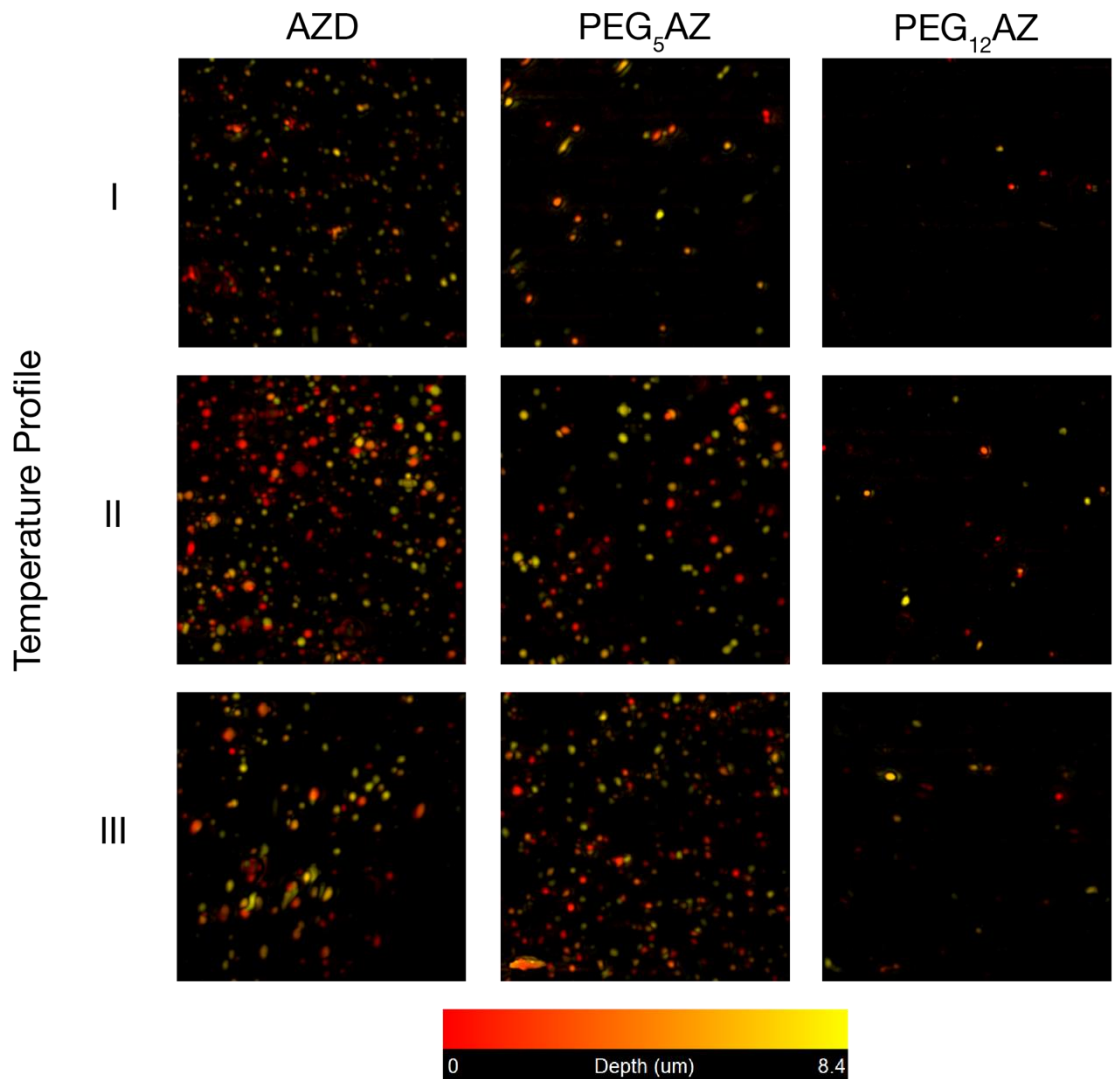 AZD PEG₅AZ PEG₁₂AZ
I
Temperature Profile
II
III
0 Depth (um) 8.4